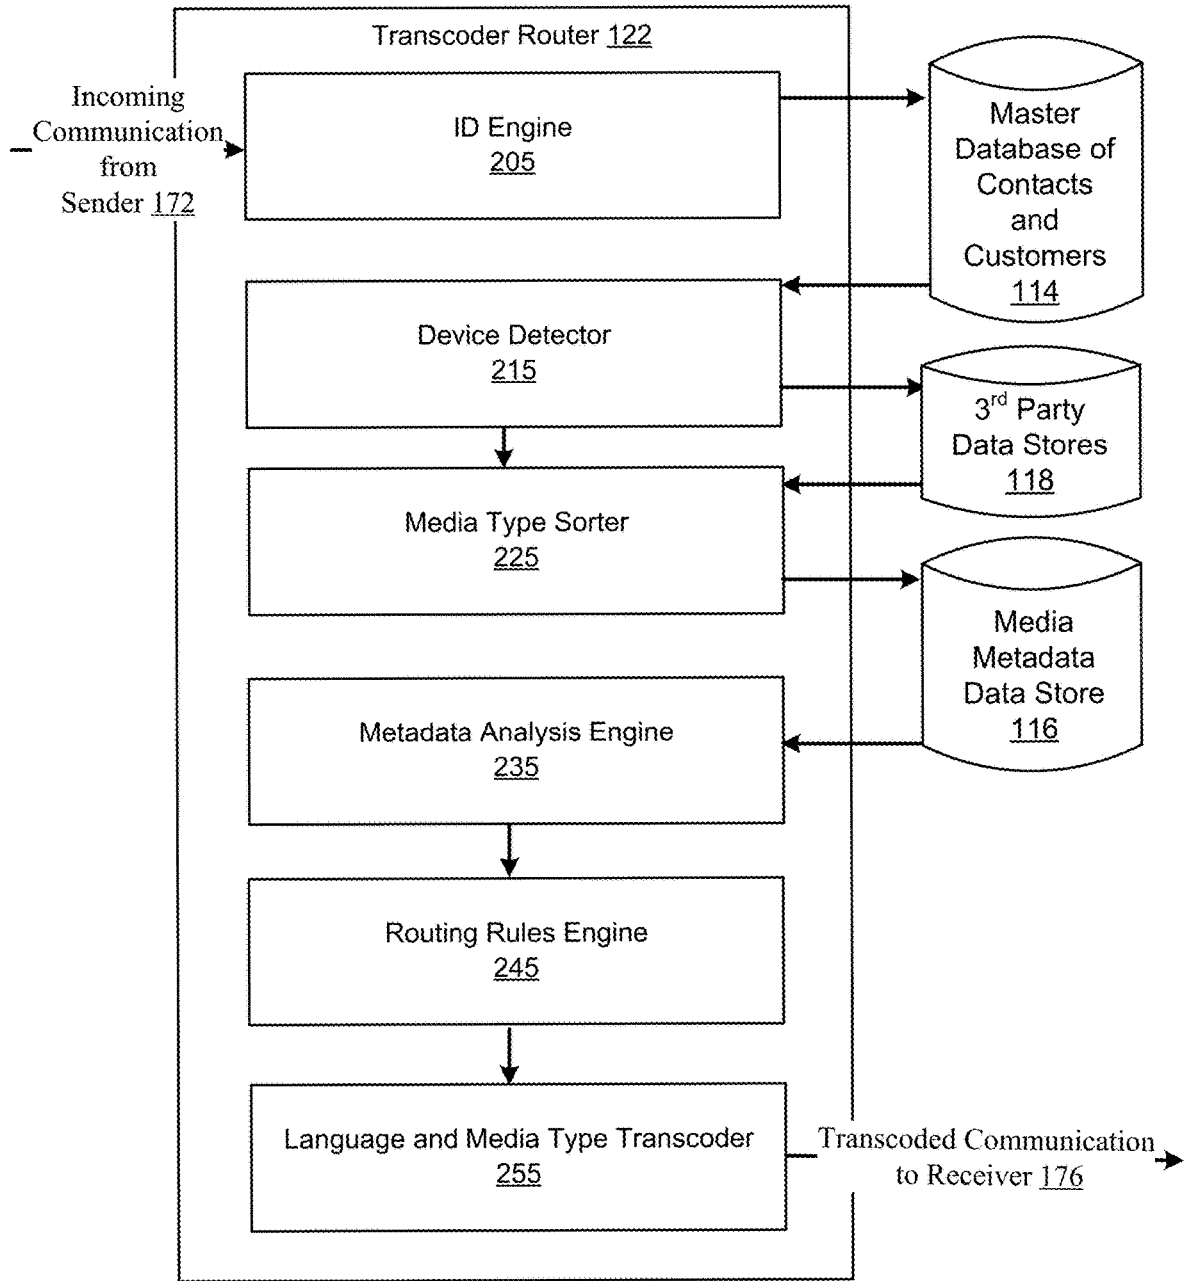 Transcoder Router 122
Incoming
Communication
from
Sender 172
ID Engine
205
Master
Database of
Contacts
and
Customers
114
Device Detector
215
3rd Party
Data Stores
118
Media Type Sorter
225
Media
Metadata
Data Store
116
Metadada Analysis Engine
235
Routing Rules Engine
245
Language and Media Type Transcoder
255
Transcoded Communication
to Receiver 176